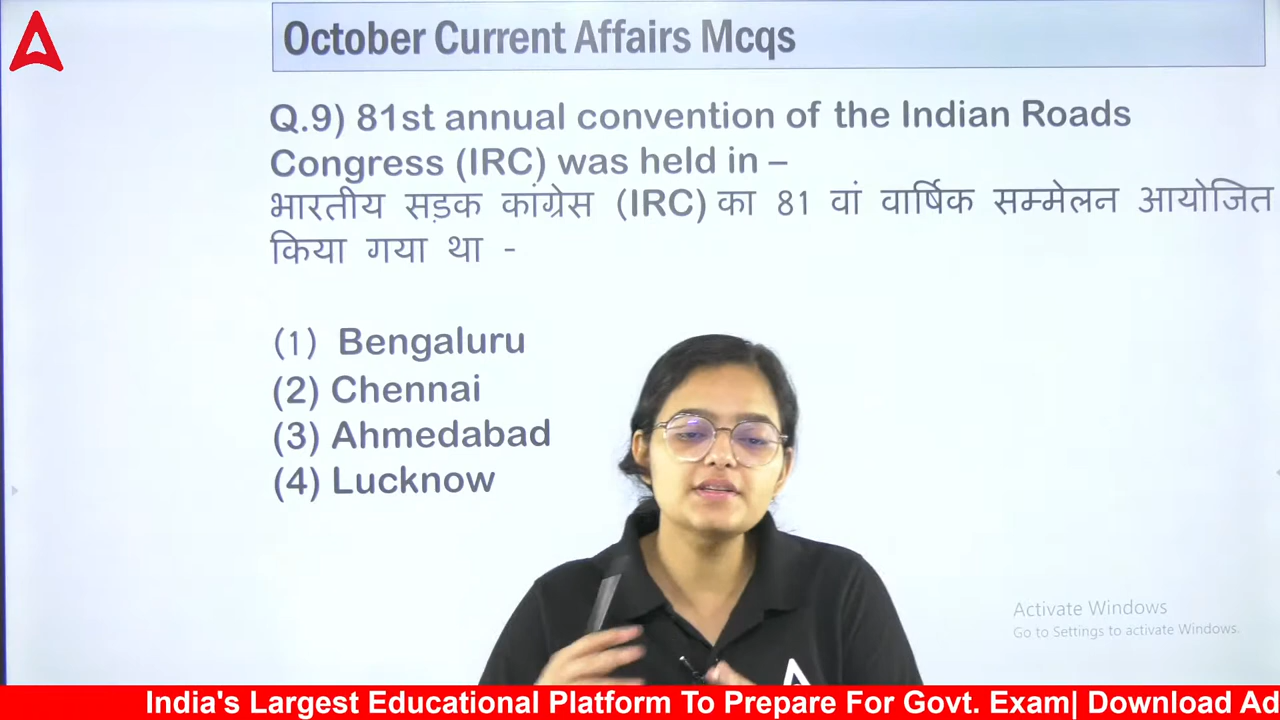 October Current Affairs Mcqs
Q.9) 81st annual convention of the Indian Roads
Congress (IRC) was held in –
भारतीय सड़क कांग्रेस (IRC) का 81 वां वार्षिक सम्मेलन आयोजित
किया गया था -
(1) Bengaluru
(2) Chennai
(3) Ahmedabad
(4) Lucknow
Activate Windows
Go to Settings to activate Windows.
India's Largest Educational Platform To Prepare For Govt. Exam| Download Ad